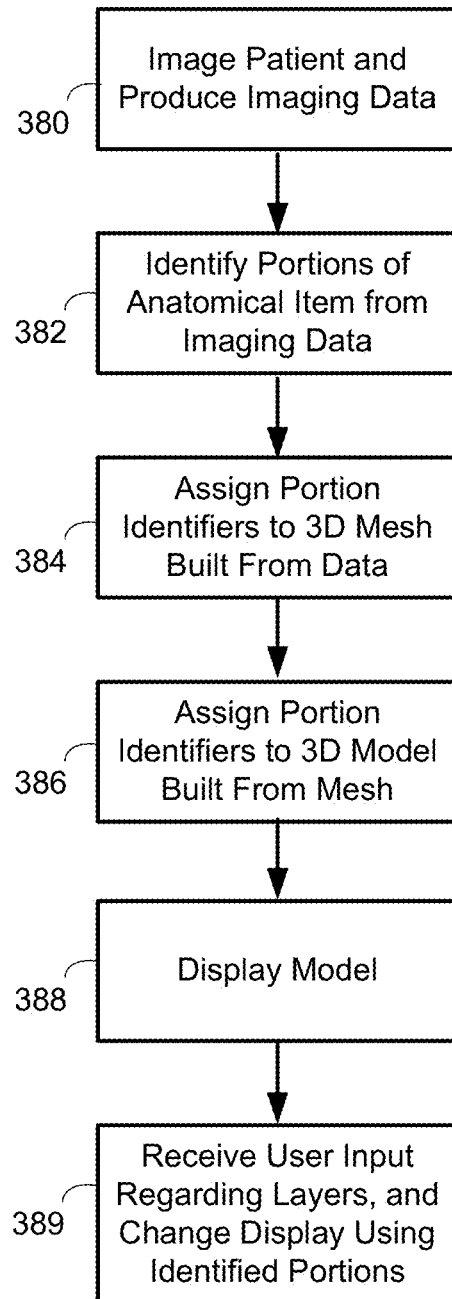 380
Image Patient and
Produce Imaging Data
382
Identify Portions of
Anatomical Item from
Imaging Data
384
Assign Portion
Identifiers to 3D Mesh
Built From Data
386
Assign Portion
Identifiers to 3D Model
Built From Mesh
388
Display Model
389
Receive User Input
Regarding Layers, and
Change Display Using
Identified Portions